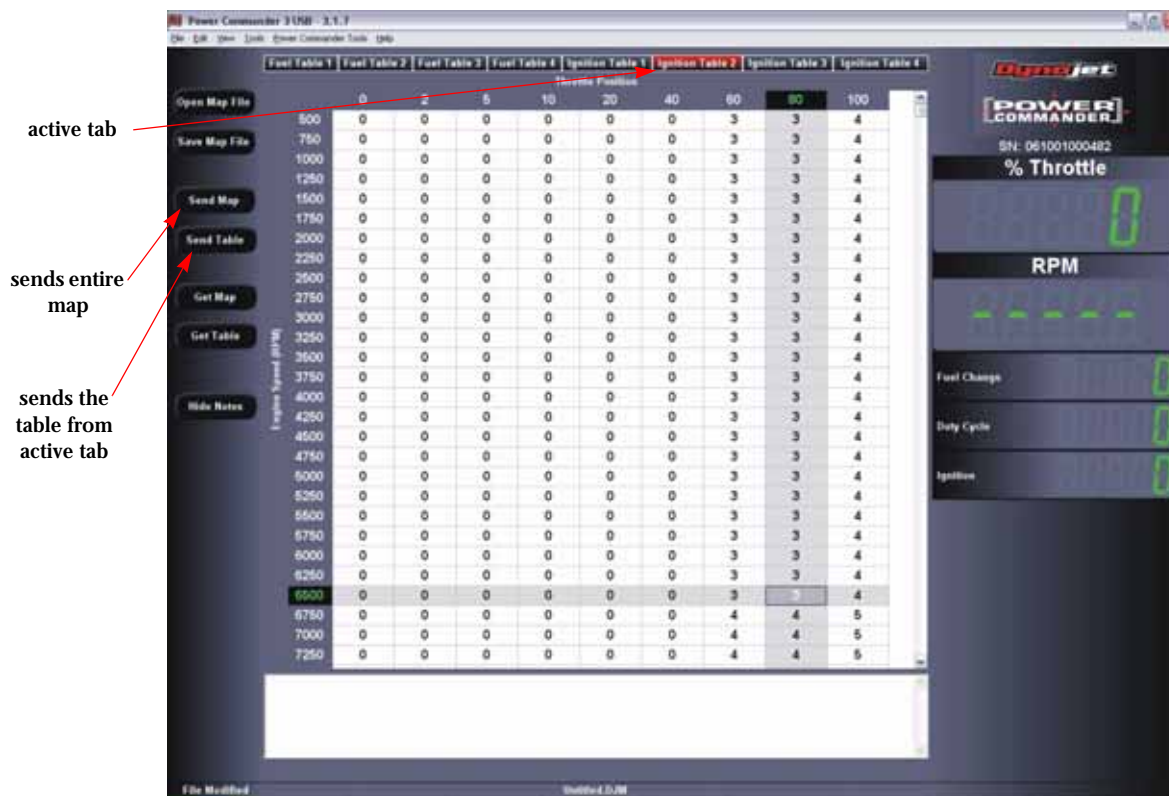 Power Commander 3 USB - 3.1.7
File Edit View Tools Power Commander Tools Help
Fuel Table 1 Fuel Table 2 Fuel Table 3 Fuel Table 4 Ignition Table 1 Ignition Table 2 Ignition Table 3 Ignition Table 4
Throttle Position
0 2 5 10 20 40 60 80 100
500 0 0 0 0 0 0 3 3 4
750 0 0 0 0 0 0 3 3 4
1000 0 0 0 0 0 0 3 3 4
1250 0 0 0 0 0 0 3 3 4
1500 0 0 0 0 0 0 3 3 4
1750 0 0 0 0 0 0 3 3 4
2000 0 0 0 0 0 0 3 3 4
2250 0 0 0 0 0 0 3 3 4
2500 0 0 0 0 0 0 3 3 4
2750 0 0 0 0 0 0 3 3 4
3000 0 0 0 0 0 0 3 3 4
3250 0 0 0 0 0 0 3 3 4
3500 0 0 0 0 0 0 3 3 4
3750 0 0 0 0 0 0 3 3 4
4000 0 0 0 0 0 0 3 3 4
4250 0 0 0 0 0 0 3 3 4
4500 0 0 0 0 0 0 3 3 4
4750 0 0 0 0 0 0 3 3 4
5000 0 0 0 0 0 0 3 3 4
5250 0 0 0 0 0 0 3 3 4
5500 0 0 0 0 0 0 3 3 4
5750 0 0 0 0 0 0 3 3 4
6000 0 0 0 0 0 0 3 3 4
6250 0 0 0 0 0 0 3 3 4
6500 0 0 0 0 0 0 3 3 4
6750 0 0 0 0 0 0 4 4 5
7000 0 0 0 0 0 0 4 4 5
7250 0 0 0 0 0 0 4 4 5
Engine Speed (RPM)
Open Map File
Save Map File
Send Map
Send Table
Get Map
Get Table
Hide Notes
active tab
sends entire
map
sends the
table from
active tab
Dynojet
POWER
COMMANDER
SN: 061001000482
% Throttle
0
RPM
-----
Fuel Change 0
Duty Cycle 0
Ignition 0
File Modified
Untitled.DJM